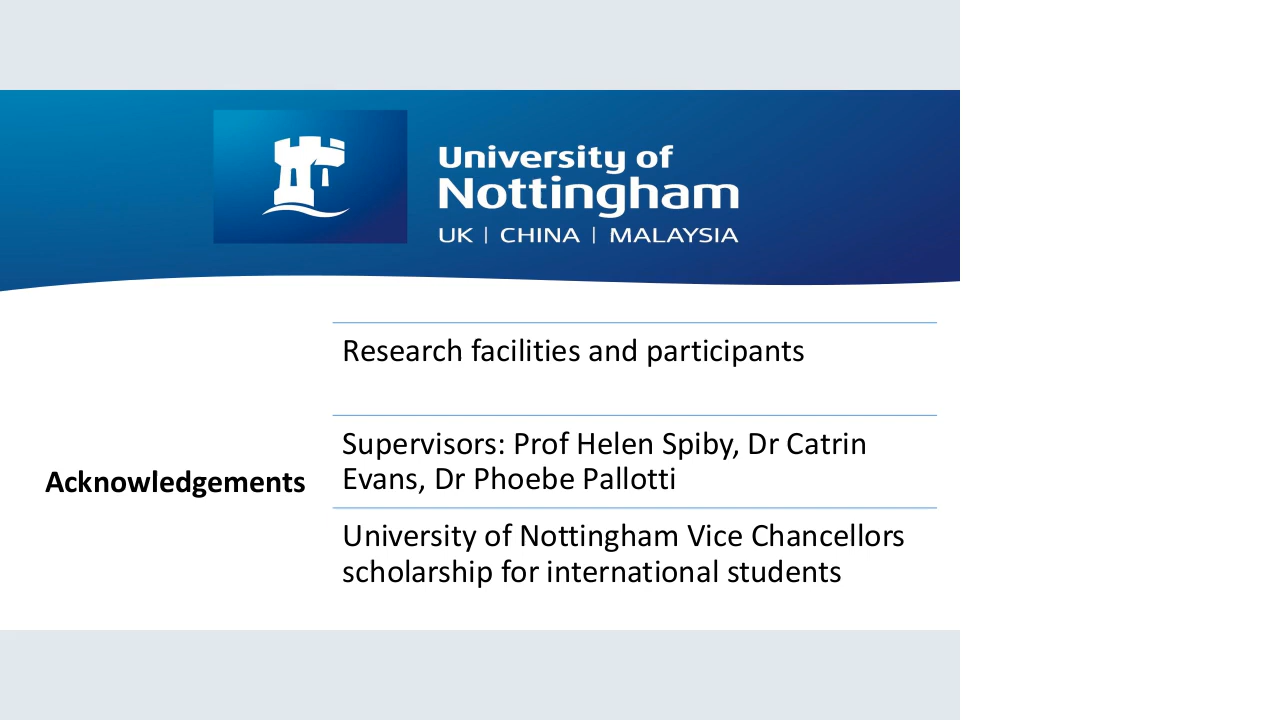 University of
Nottingham
UK | CHINA | MALAYSIA
Acknowledgements
Research facilities and participants
Supervisors: Prof Helen Spiby, Dr Catrin
Evans, Dr Phoebe Pallotti
University of Nottingham Vice Chancellors
scholarship for international students